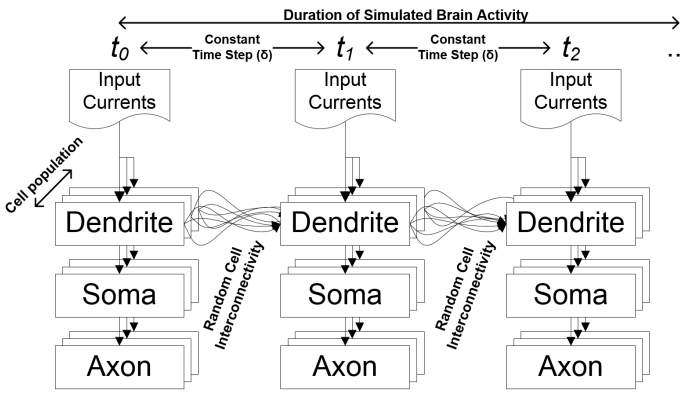 Duration of Simulated Brain Activity
t0
Constant
Time Step (δ)
t1
Constant
Time Step (δ)
t2
..
Input
Currents
Input
Currents
Input
Currents
Cell population
Dendrite
Dendrite
Dendrite
Random Cell
Interconnectivity
Random Cell
Interconnectivity
Soma
Soma
Soma
Axon
Axon
Axon